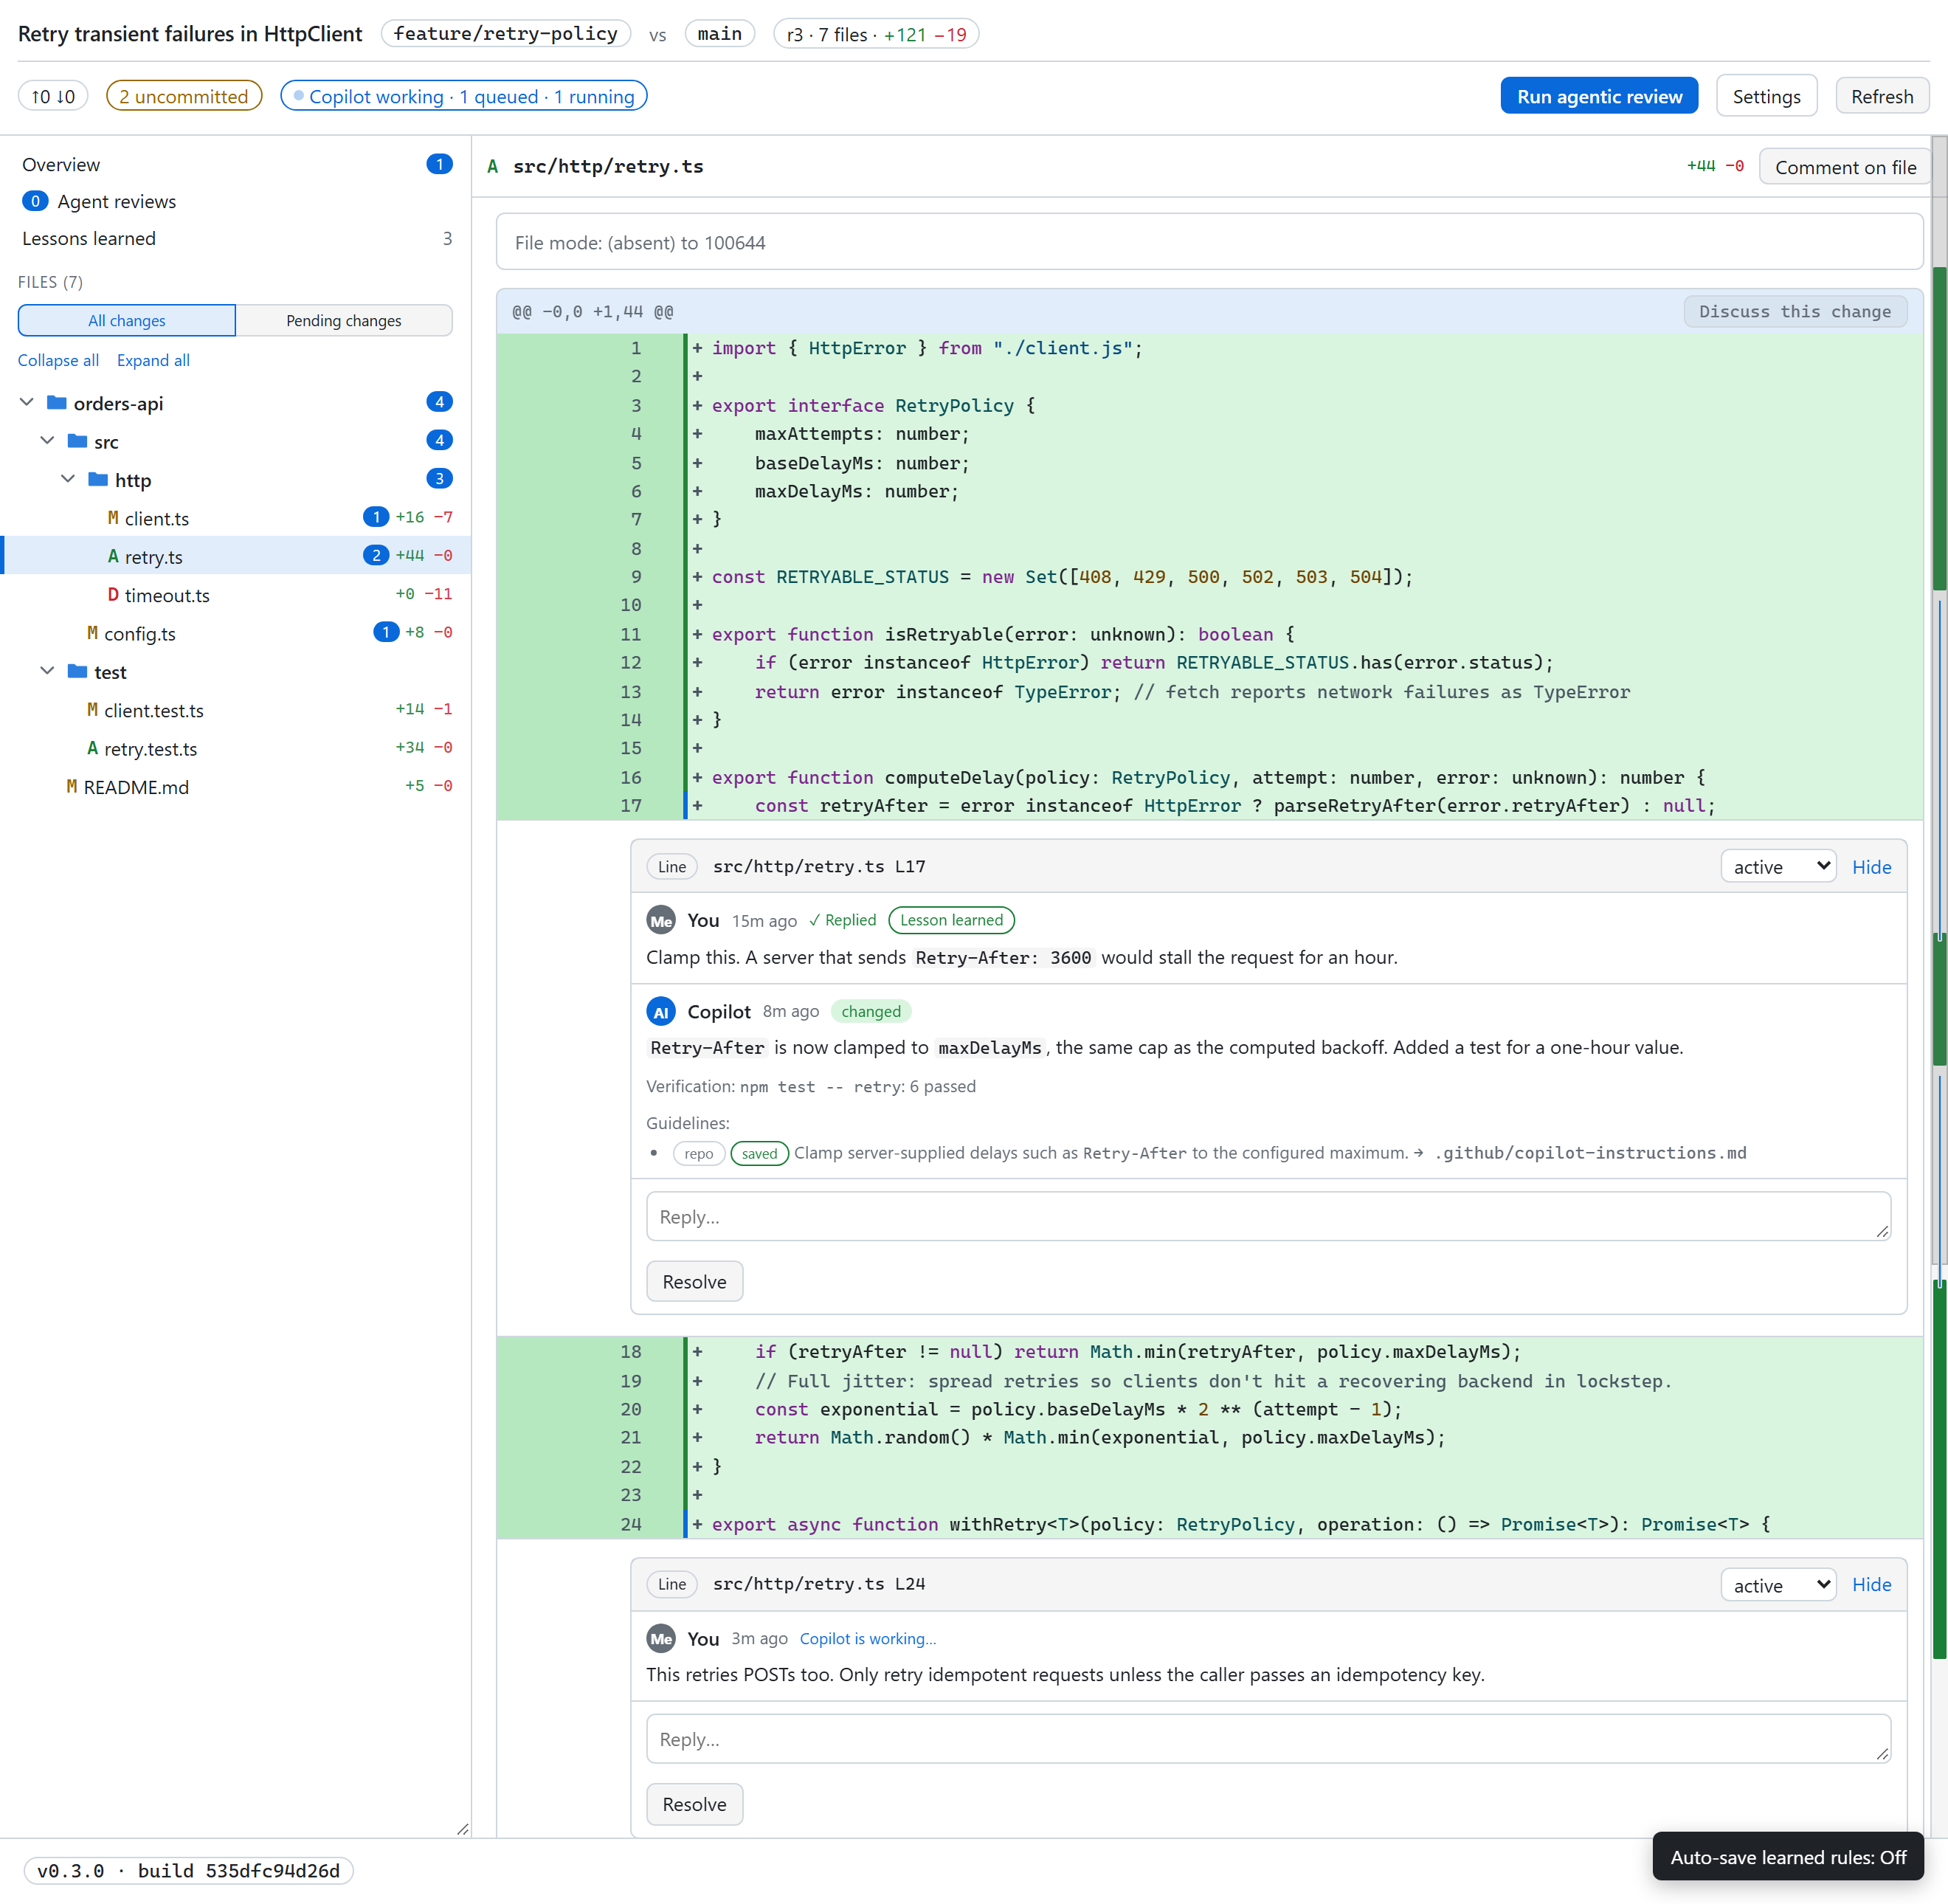 Retry transient failures in HttpClient feature/retry-policy vs main r3 · 7 files · +121 −19
↑0 ↓0 2 uncommitted Copilot working · 1 queued · 1 running Run agentic review Settings Refresh
Overview 1
0 Agent reviews
Lessons learned 3
FILES (7)
All changes Pending changes
Collapse all Expand all
orders-api 4
src 4
http 3
M client.ts 1 +16 −7
A retry.ts 2 +44 −0
D timeout.ts +0 −11
M config.ts 1 +8 −0
test
M client.test.ts +14 −1
A retry.test.ts +34 −0
M README.md +5 −0
A src/http/retry.ts +44 −0 Comment on file
File mode: (absent) to 100644
@@ −0,0 +1,44 @@ Discuss this change
1 + import { HttpError } from "./client.js";
2 +
3 + export interface RetryPolicy {
4 + maxAttempts: number;
5 + baseDelayMs: number;
6 + maxDelayMs: number;
7 + }
8 +
9 + const RETRYABLE_STATUS = new Set([408, 429, 500, 502, 503, 504]);
10 +
11 + export function isRetryable(error: unknown): boolean {
12 + if (error instanceof HttpError) return RETRYABLE_STATUS.has(error.status);
13 + return error instanceof TypeError; // fetch reports network failures as TypeError
14 + }
15 +
16 + export function computeDelay(policy: RetryPolicy, attempt: number, error: unknown): number {
17 + const retryAfter = error instanceof HttpError ? parseRetryAfter(error.retryAfter) : null;
Line src/http/retry.ts L17 active Hide
Me You 15m ago ✓ Replied Lesson learned
Clamp this. A server that sends Retry-After: 3600 would stall the request for an hour.
AI Copilot 8m ago changed
Retry-After is now clamped to maxDelayMs, the same cap as the computed backoff. Added a test for a one-hour value.
Verification: npm test -- retry: 6 passed
Guidelines:
• repo saved Clamp server-supplied delays such as Retry-After to the configured maximum. → .github/copilot-instructions.md
Reply...
Resolve
18 + if (retryAfter != null) return Math.min(retryAfter, policy.maxDelayMs);
19 + // Full jitter: spread retries so clients don't hit a recovering backend in lockstep.
20 + const exponential = policy.baseDelayMs * 2 ** (attempt - 1);
21 + return Math.random() * Math.min(exponential, policy.maxDelayMs);
22 + }
23 +
24 + export async function withRetry<T>(policy: RetryPolicy, operation: () => Promise<T>): Promise<T> {
Line src/http/retry.ts L24 active Hide
Me You 3m ago Copilot is working...
This retries POSTs too. Only retry idempotent requests unless the caller passes an idempotency key.
Reply...
Resolve
v0.3.0 · build 535dfc94d26d
Auto-save learned rules: Off